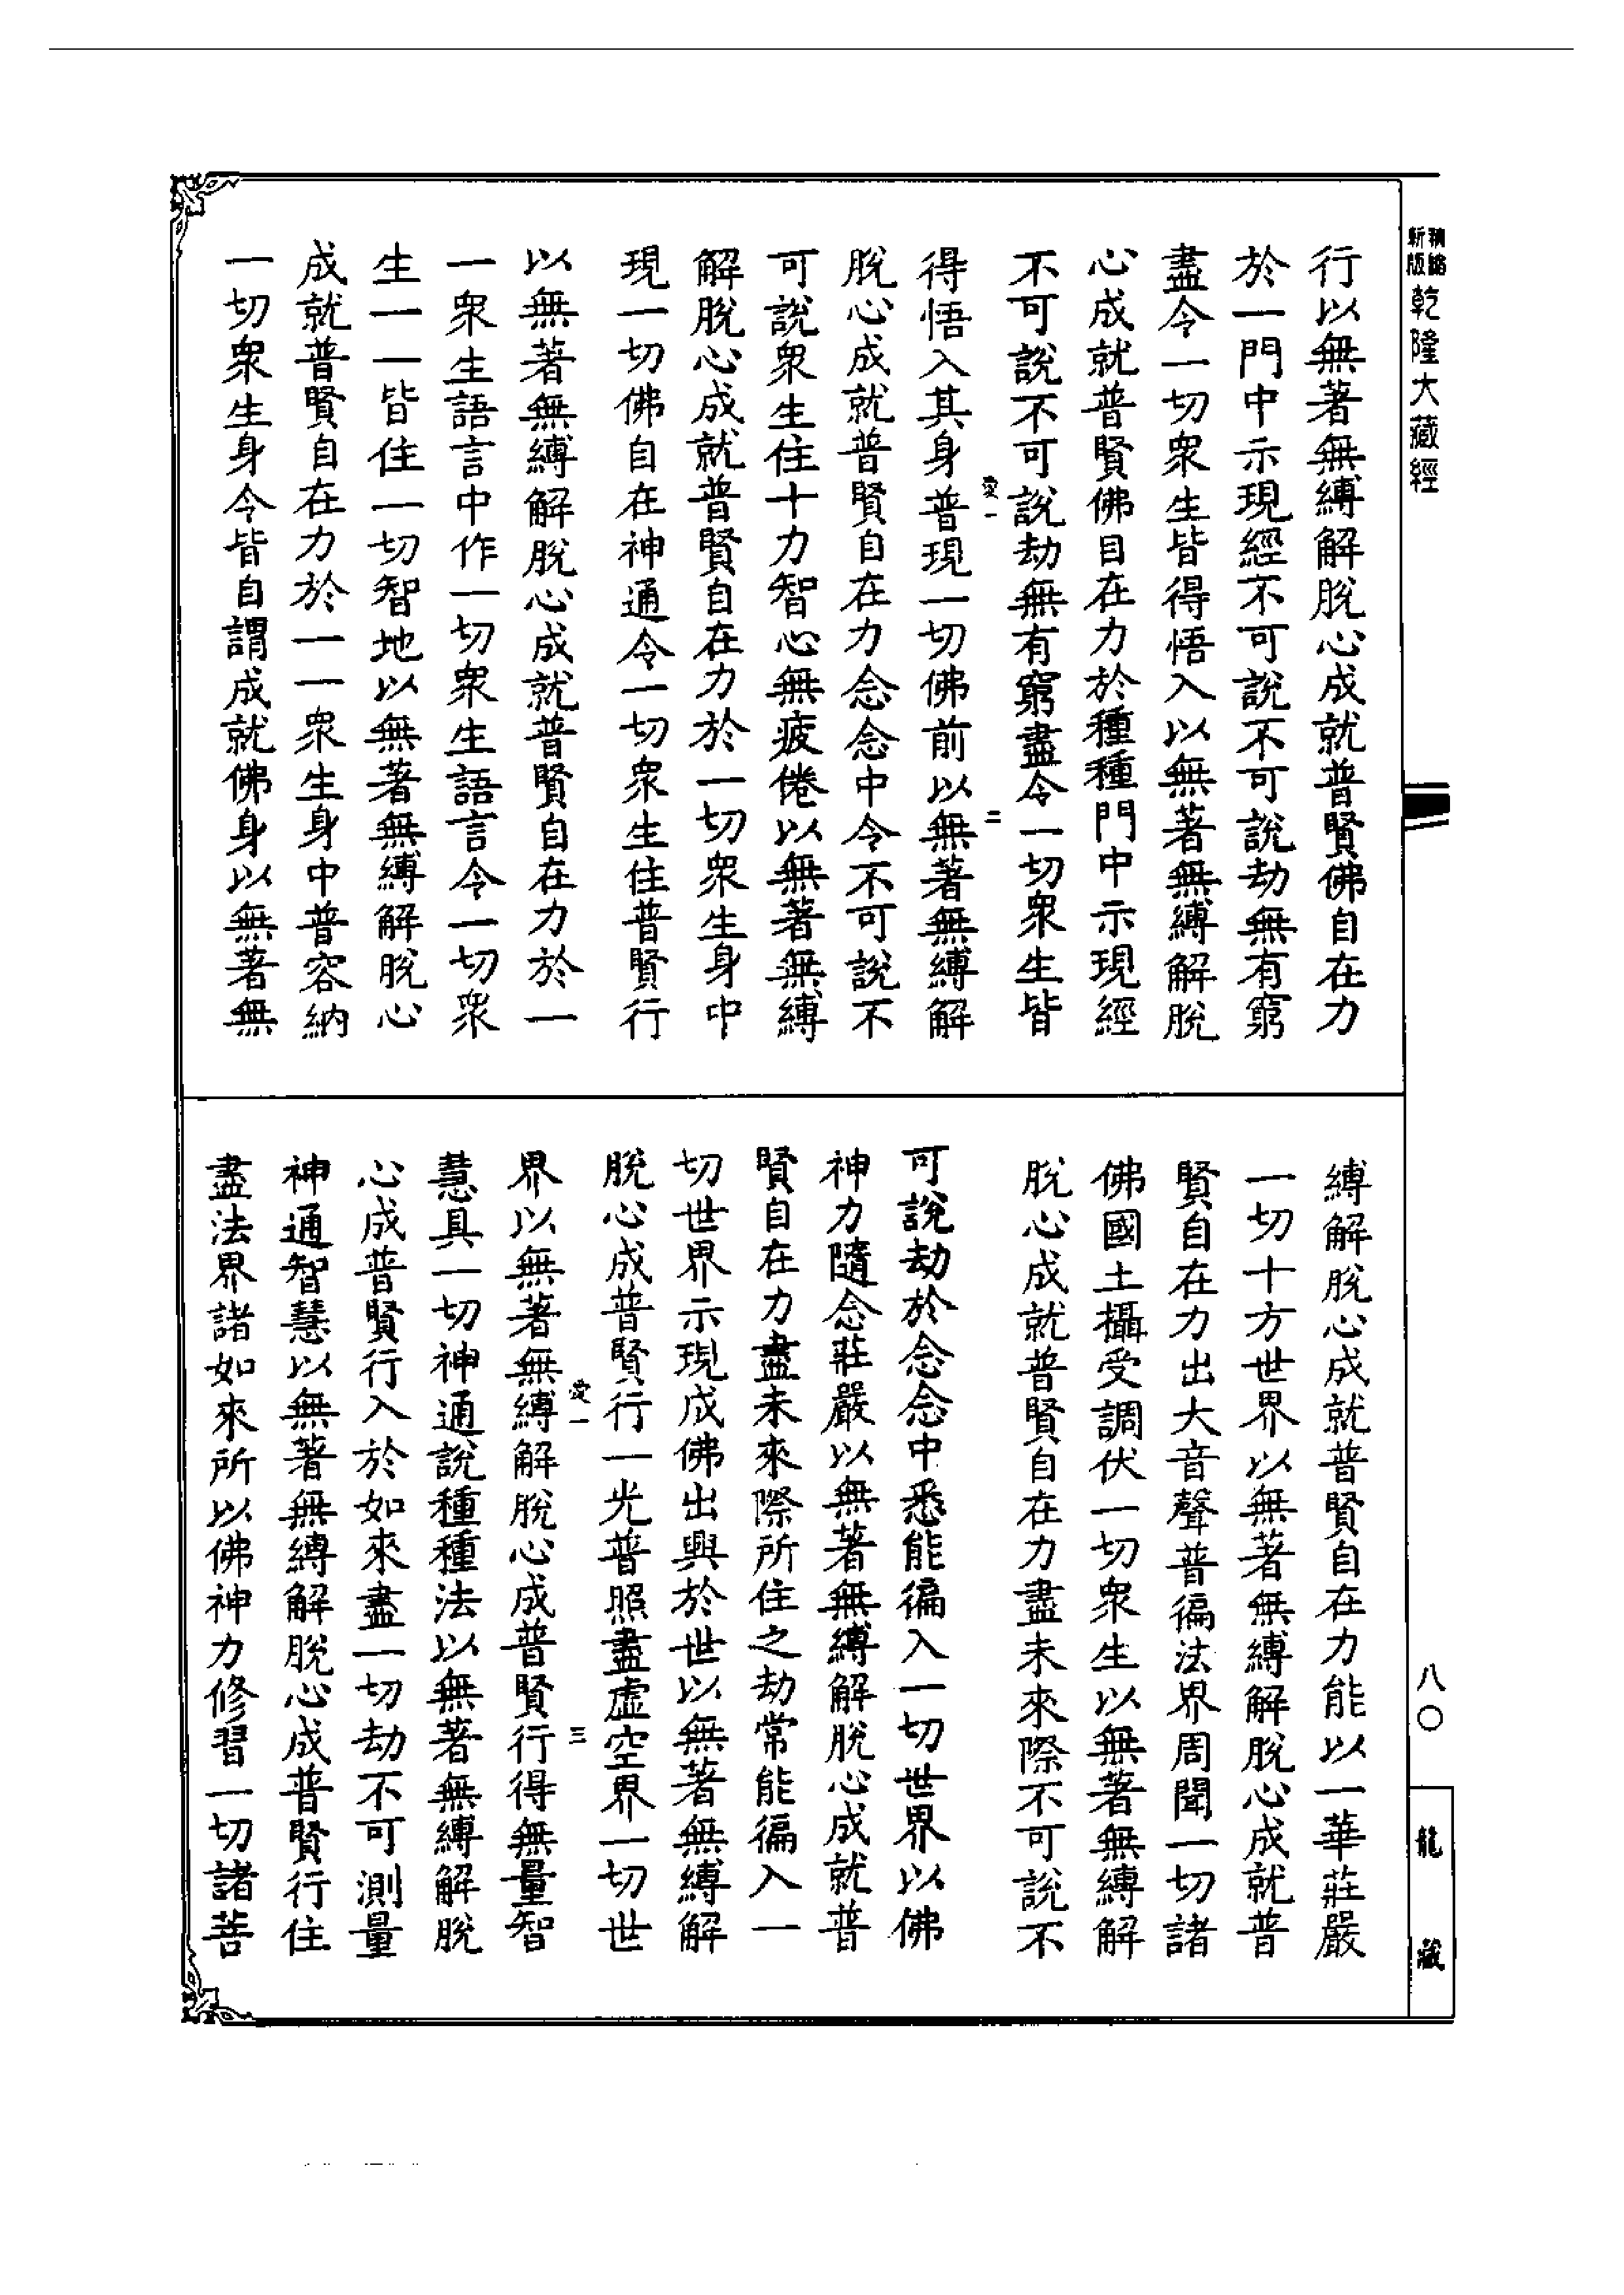 新版
精縮
乾隆大藏經
行以無著無縛解脫心成就普賢佛自在力
於一門中示現經不可說不可說劫無有窮
盡令一切眾生皆得悟入以無著無縛解脫
心成就普賢佛自在力於種種門中示現經
不可說不可說劫無有窮盡令一切眾生皆
愛一
二
得悟入其身普現一切佛前以無著無縛解
脫心成就普賢自在力念念中令不可說不
可說眾生住十力智心無疲倦以無著無縛
解脫心成就普賢自在力於一切眾生身中
現一切佛自在神通令一切眾生住普賢行
以無著無縛解脫心成就普賢自在力於一
一眾生語言中作一切眾生語言令一切眾
生一一皆住一切智地以無著無縛解脫心
成就普賢自在力於一一眾生身中普容納
一切眾生身令皆自謂成就佛身以無著無
縛解脫心成就普賢自在力能以一華莊嚴
一切十方世界以無著無縛解脫心成就普
賢自在力出大音聲普徧法界周聞一切諸
佛國土攝受調伏一切眾生以無著無縛解
脫心成就普賢自在力盡未來際不可說不
可說劫於念念中悉能徧入一切世界以佛
神力隨念莊嚴以無著無縛解脫心成就普
賢自在力盡未來際所住之劫常能徧入一
切世界示現成佛出興於世以無著無縛解
脫心成普賢行一光普照盡虛空界一切世
愛一
三
界以無著無縛解脫心成普賢行得無量智
慧具一切神通說種種法以無著無縛解脫
心成普賢行入於如來盡一切劫不可測量
神通智慧以無著無縛解脫心成普賢行住
盡法界諸如來所以佛神力修習一切諸菩
八〇
龍藏